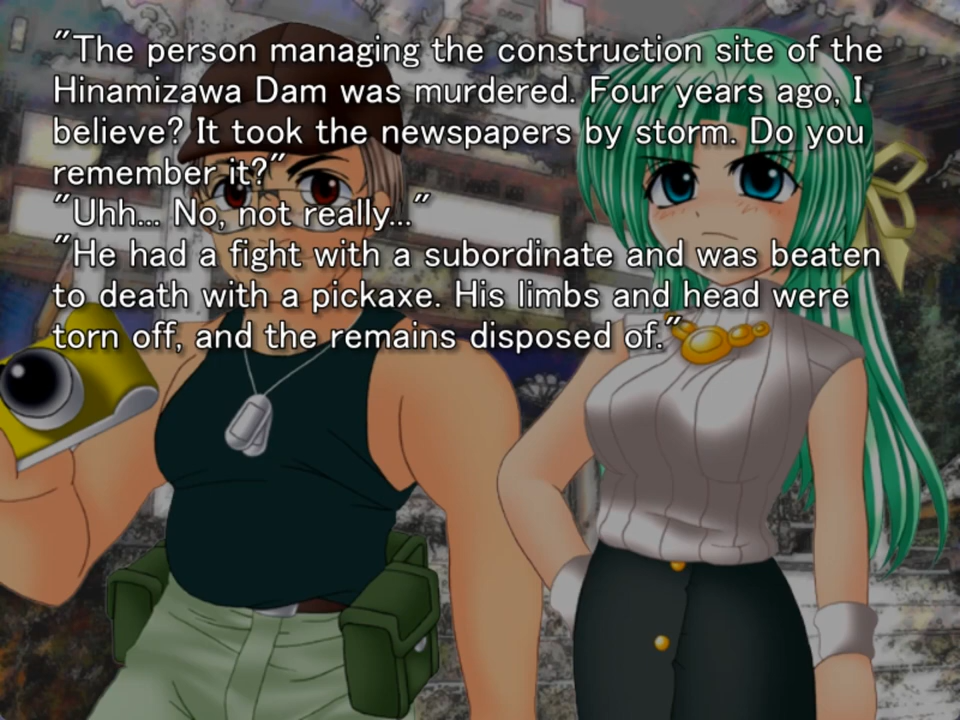 "The person managing the construction site of the
Hinamizawa Dam was murdered. Four years ago, I
believe? It took the newspapers by storm. Do you
remember it?"
"Uhh... No, not really..."
"He had a fight with a subordinate and was beaten
to death with a pickaxe. His limbs and head were
torn off, and the remains disposed of."